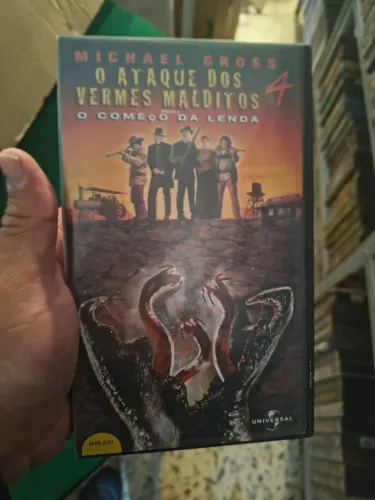 MICHAEL GROSS
O ATAQUE DOS
VERMES MALDITOS 4
O COMEÇO DA LENDA
UNIVERSAL
DUBLADO